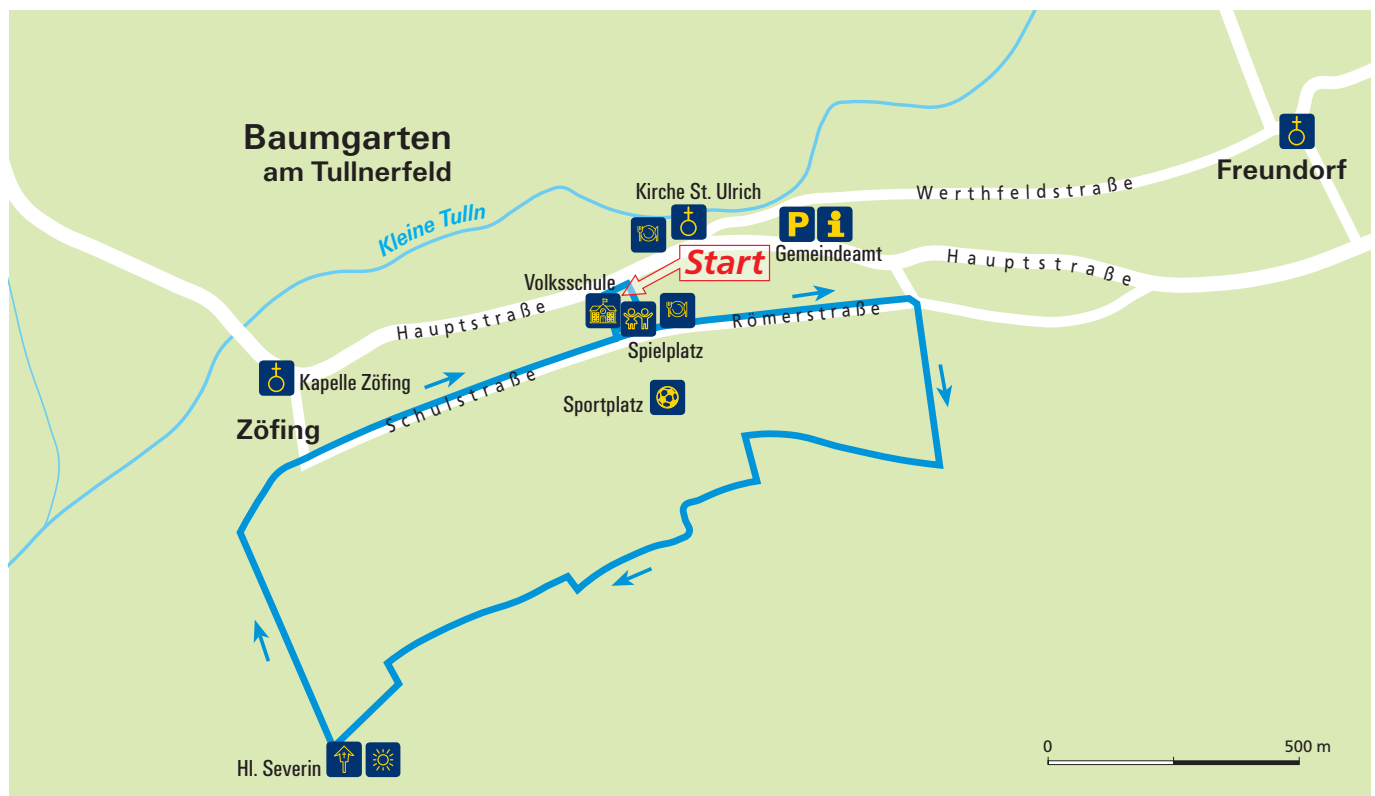 Baumgarten
am Tullnerfeld
Freundorf
Werthfeldstraße
Kirche St. Ulrich
Kleine Tulln
P i
Gemeindeamt
Start
Hauptstraße
Volksschule
Hauptstraße
Römerstraße
Spielplatz
Kapelle Zöfing
Schulstraße
Sportplatz
Zöfing
Hl. Severin
0 500 m